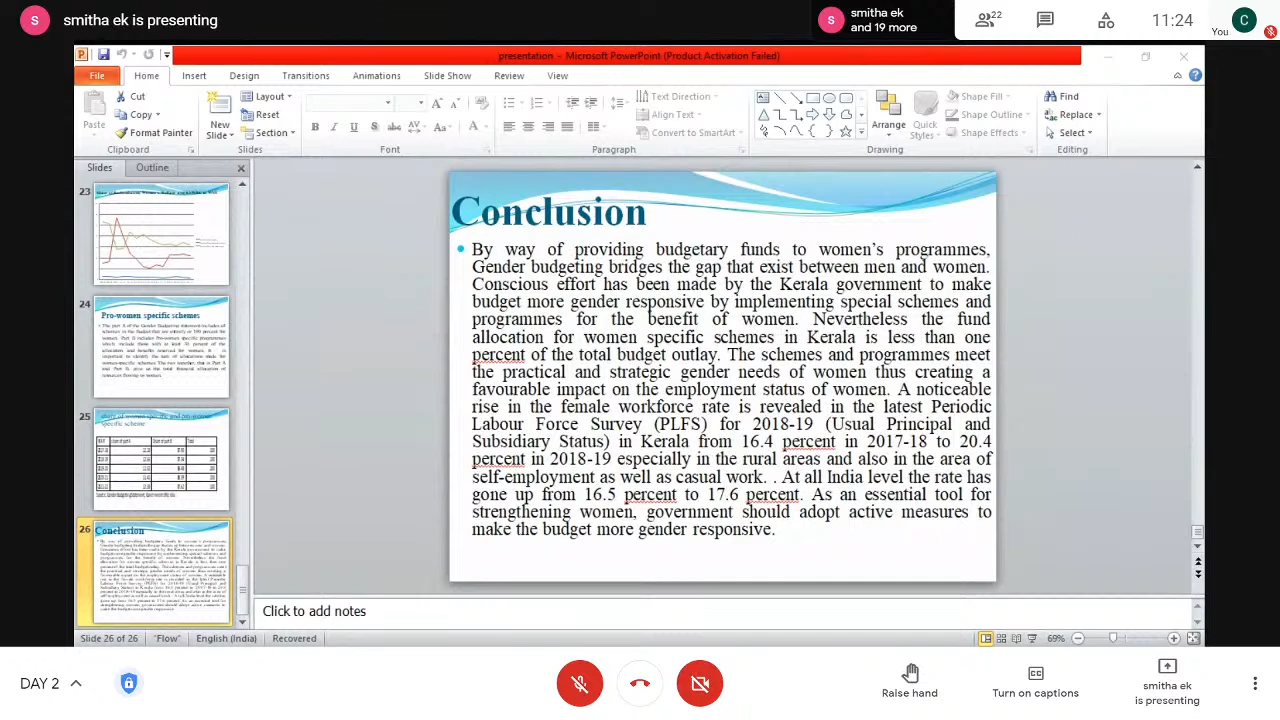 smitha ek is presenting
smitha ek
and 19 more
22
11:24
You
presentation - Microsoft PowerPoint (Product Activation Failed)
File Home Insert Design Transitions Animations Slide Show Review View
Cut
Copy
Format Painter
Paste
Clipboard
New
Slide
Layout
Reset
Section
Slides
Font
Text Direction
Align Text
Convert to SmartArt
Paragraph
Arrange
Quick
Styles
Shape Fill
Shape Outline
Shape Effects
Drawing
Find
Replace
Select
Editing
Slides Outline
23
24
Pro-women specific schemes
25
share of women specific and pro-women
specific scheme
26
Conclusion
Conclusion
By way of providing budgetary funds to women's programmes,
Gender budgeting bridges the gap that exist between men and women.
Conscious effort has been made by the Kerala government to make
budget more gender responsive by implementing special schemes and
programmes for the benefit of women. Nevertheless the fund
allocation for women specific schemes in Kerala is less than one
percent of the total budget outlay. The schemes and programmes meet
the practical and strategic gender needs of women thus creating a
favourable impact on the employment status of women. A noticeable
rise in the female workforce rate is revealed in the latest Periodic
Labour Force Survey (PLFS) for 2018-19 (Usual Principal and
Subsidiary Status) in Kerala from 16.4 percent in 2017-18 to 20.4
percent in 2018-19 especially in the rural areas and also in the area of
self-employment as well as casual work. . At all India level the rate has
gone up from 16.5 percent to 17.6 percent. As an essential tool for
strengthening women, government should adopt active measures to
make the budget more gender responsive.
Click to add notes
Slide 26 of 26 "Flow" English (India) Recovered 69%
DAY 2
Raise hand
Turn on captions
smitha ek
is presenting